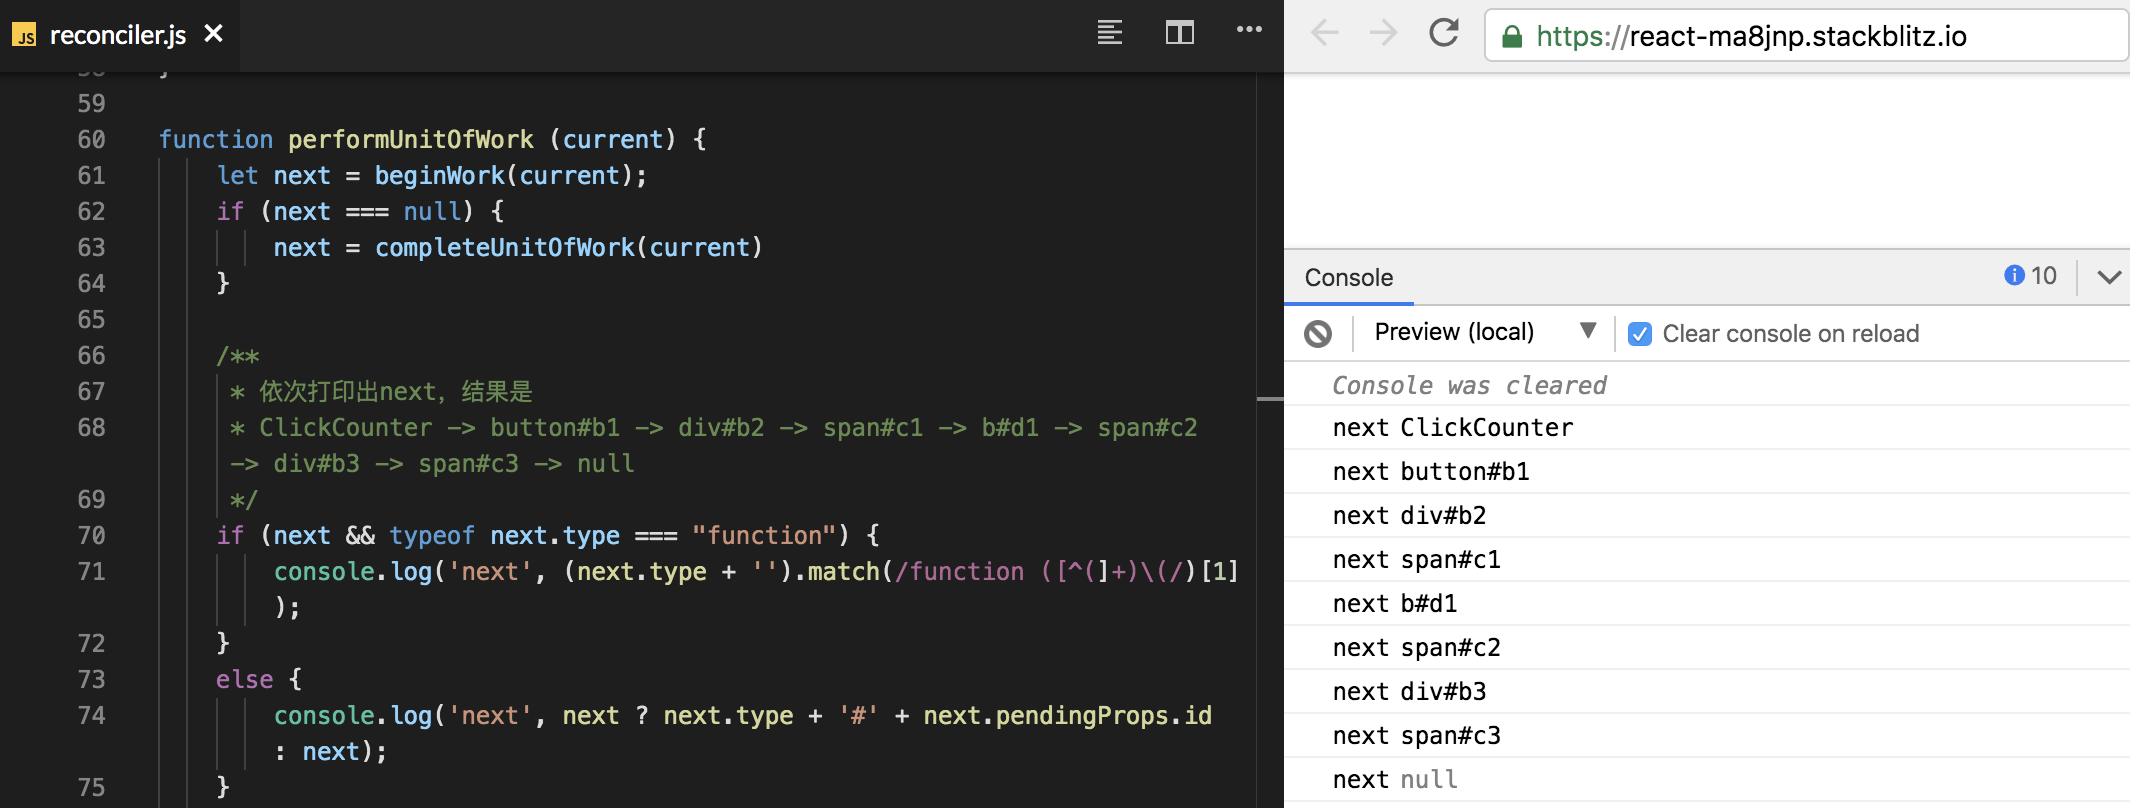 JS reconciler.js ×
59
60 function performUnitOfWork (current) {
61 let next = beginWork(current);
62 if (next === null) {
63 next = completeUnitOfWork(current)
64 }
65
66 /**
67 * 依次打印出next，结果是
68 * ClickCounter -> button#b1 -> div#b2 -> span#c1 -> b#d1 -> span#c2
-> div#b3 -> span#c3 -> null
69 */
70 if (next && typeof next.type === "function") {
71 console.log('next', (next.type + '').match(/function ([^(]+)\(/)[1]
);
72 }
73 else {
74 console.log('next', next ? next.type + '#' + next.pendingProps.id
: next);
75 }
https://react-ma8jnp.stackblitz.io
Console 10
Preview (local) ▼ Clear console on reload
Console was cleared
next ClickCounter
next button#b1
next div#b2
next span#c1
next b#d1
next span#c2
next div#b3
next span#c3
next null